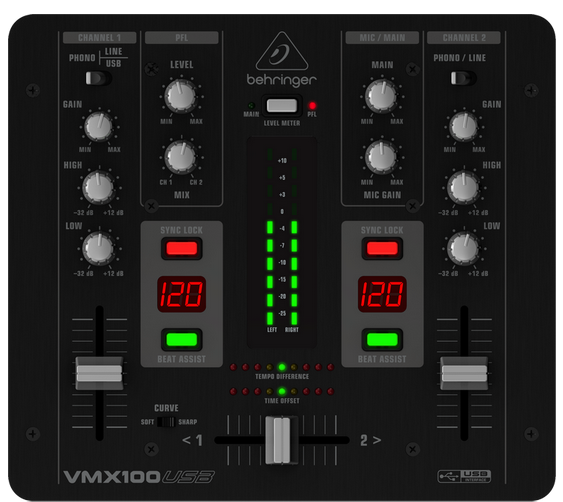 CHANNEL 1
PHONO
LINE
USB
GAIN
MIN MAX
HIGH
-32 dB +12 dB
LOW
-32 dB +12 dB
PFL
LEVEL
MIN MAX
CH 1 CH 2
MIX
SYNC LOCK
120
BEAT ASSIST
behringer
MAIN
LEVEL METER
PFL
+10
+5
+3
0
-4
-7
-10
-15
-20
-25
LEFT RIGHT
TEMPO DIFFERENCE
TIME OFFSET
MIC / MAIN
MAIN
MIN MAX
MIN MAX
MIC GAIN
SYNC LOCK
120
BEAT ASSIST
CHANNEL 2
PHONO / LINE
GAIN
MIN MAX
HIGH
-32 dB +12 dB
LOW
-32 dB +12 dB
CURVE
SOFT SHARP
< 1
2 >
VMX100USB
USB
INTERFACE